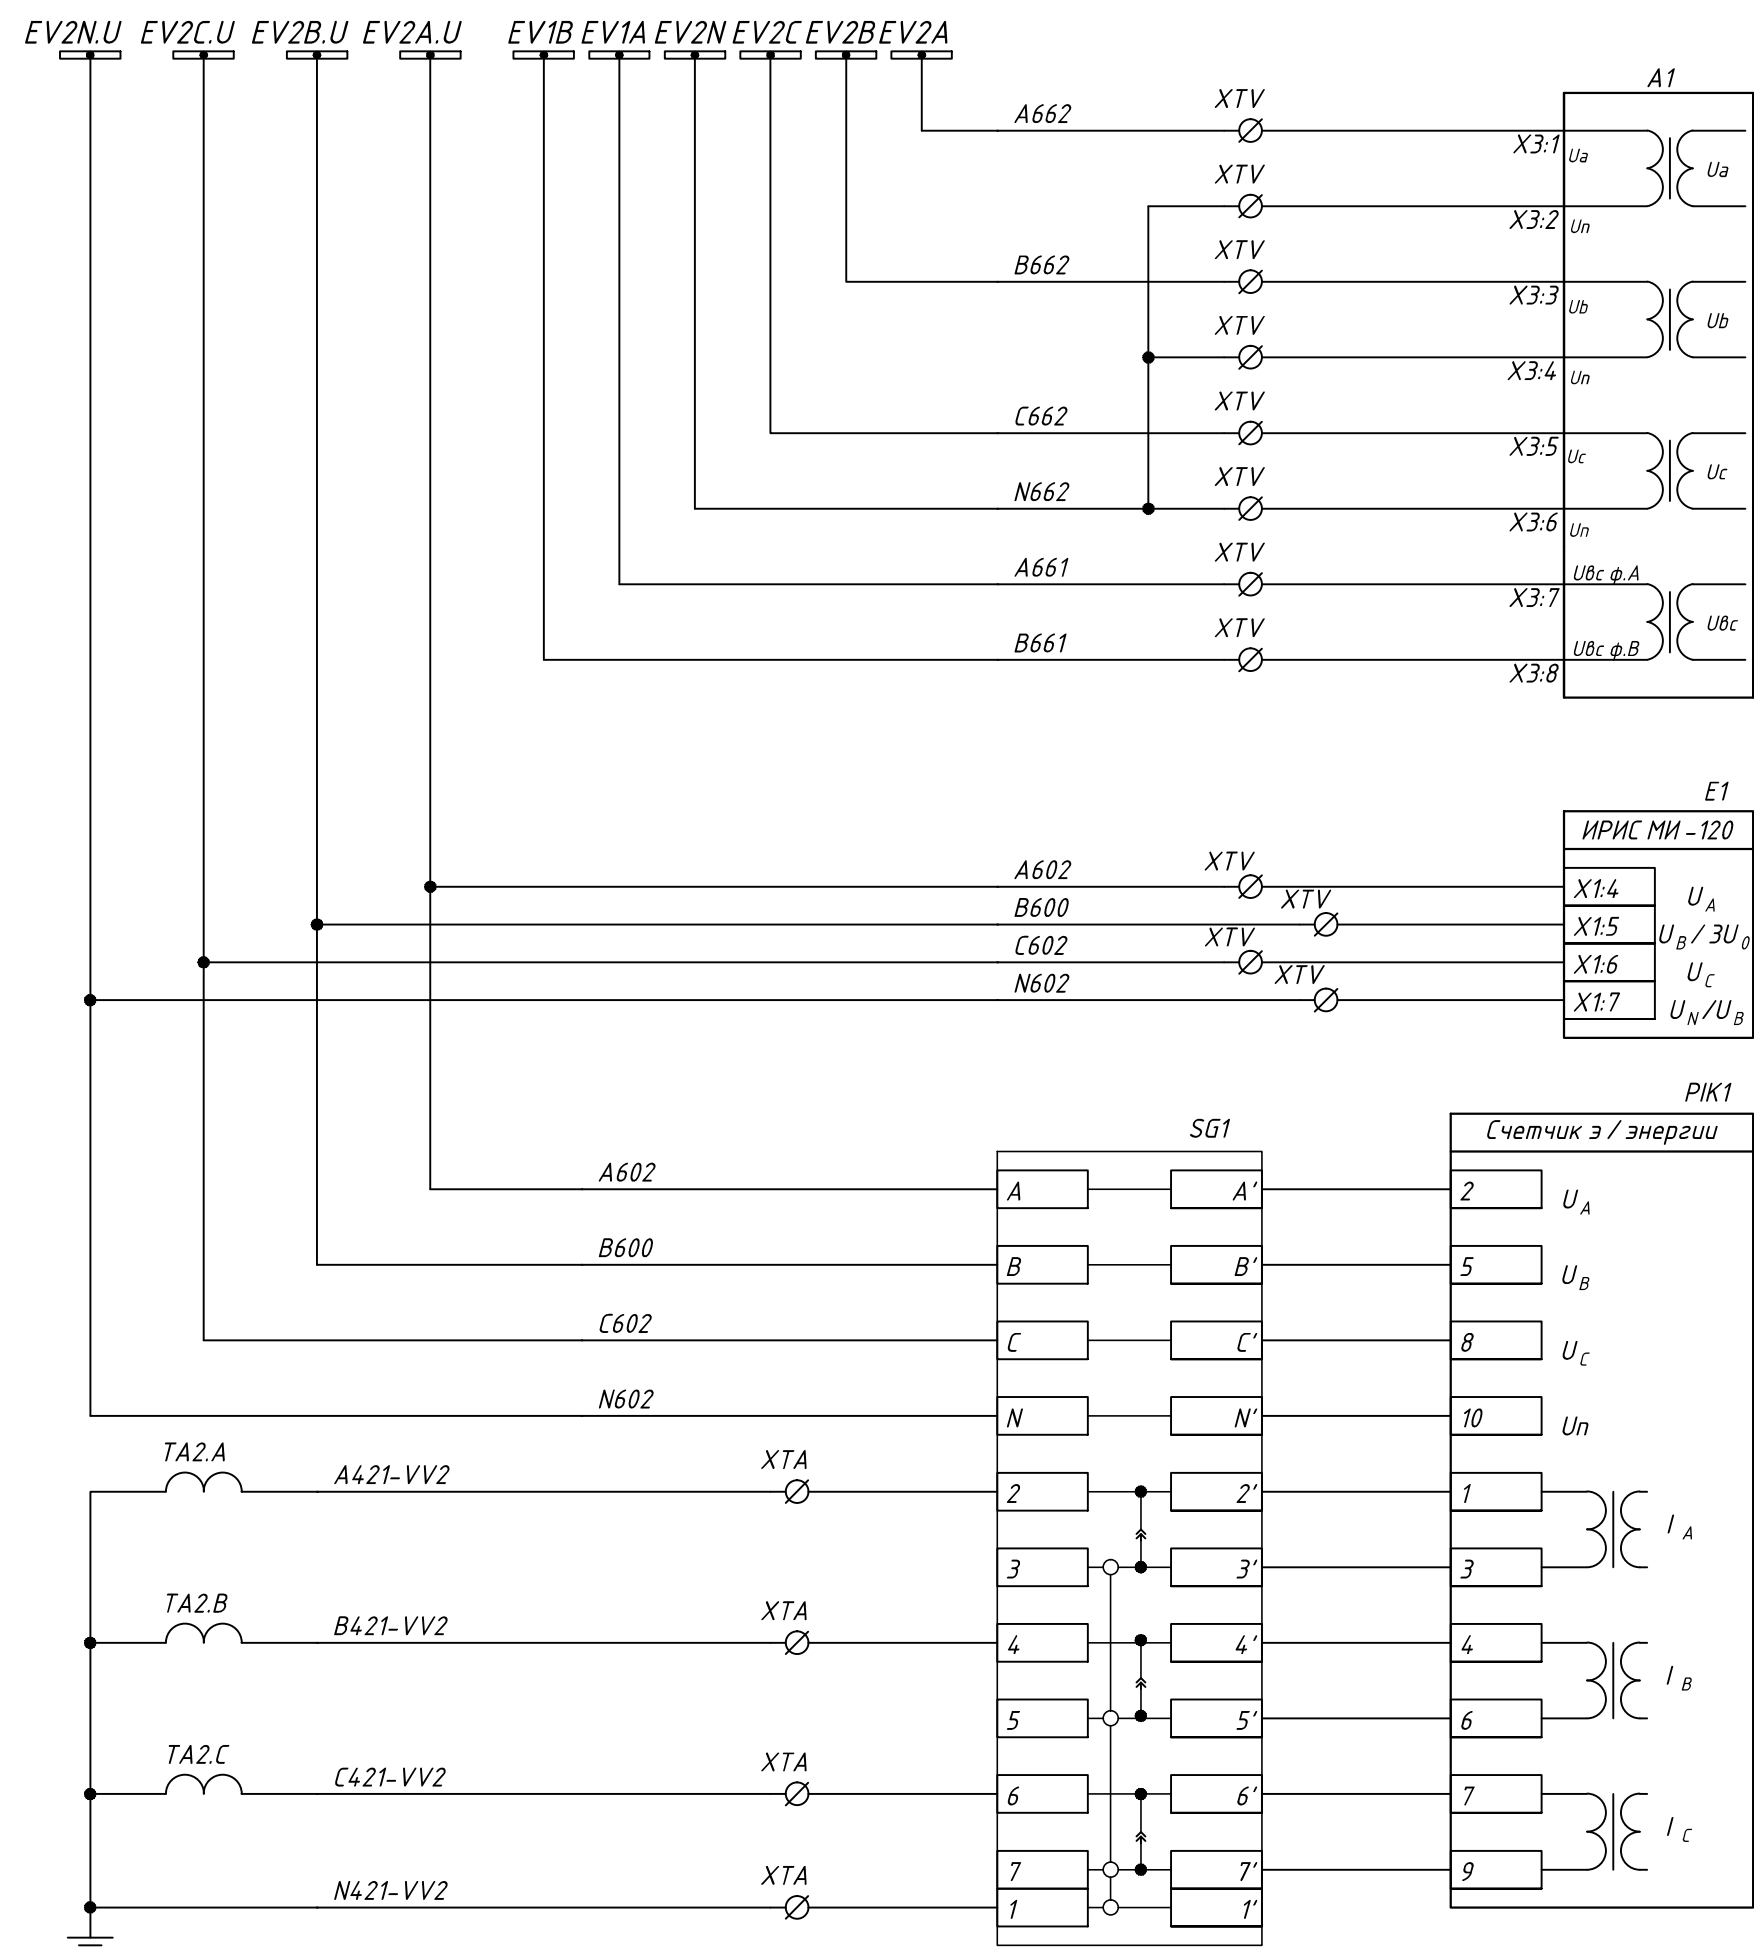 EV2N.U EV2C.U EV2B.U EV2A.U EV1B EV1A EV2N EV2C EV2B EV2A
A1
A662 XTV X3:1 Ua Ua
XTV X3:2 Un
B662 XTV X3:3 Ub Ub
XTV X3:4 Un
C662 XTV X3:5 Uc Uc
N662 XTV X3:6 Un
A661 XTV X3:7 Uвс ф.А Uвс
B661 XTV X3:8 Uвс ф.В
E1
ИРИС МИ-120
A602 XTV X1:4 UA
B600 XTV X1:5 UB / 3U0
C602 XTV X1:6 UC
N602 XTV X1:7 UN/UB
PIK1
SG1 Счетчик э / энергии
A602 A A' 2 UA
B600 B B' 5 UB
C602 C C' 8 UC
N602 N N' 10 Un
TA2.A A421-VV2 XTA 2 2' 1 IA
3 3' 3
TA2.B B421-VV2 XTA 4 4' 4 IB
5 5' 6
TA2.C C421-VV2 XTA 6 6' 7 IC
7 7' 9
N421-VV2 XTA 1 1'